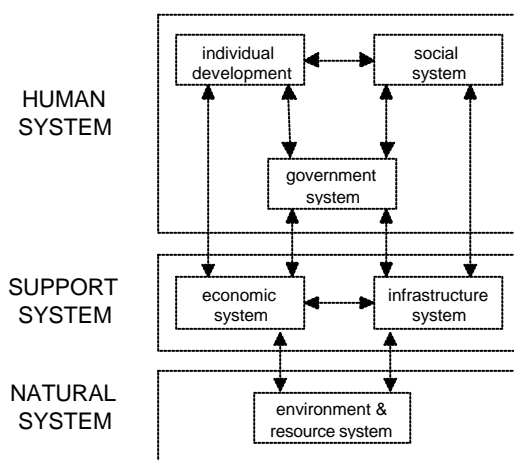 individual
development
social
system
HUMAN
SYSTEM
government
system
SUPPORT
SYSTEM
economic
system
infrastructure
system
NATURAL
SYSTEM
environment &
resource system